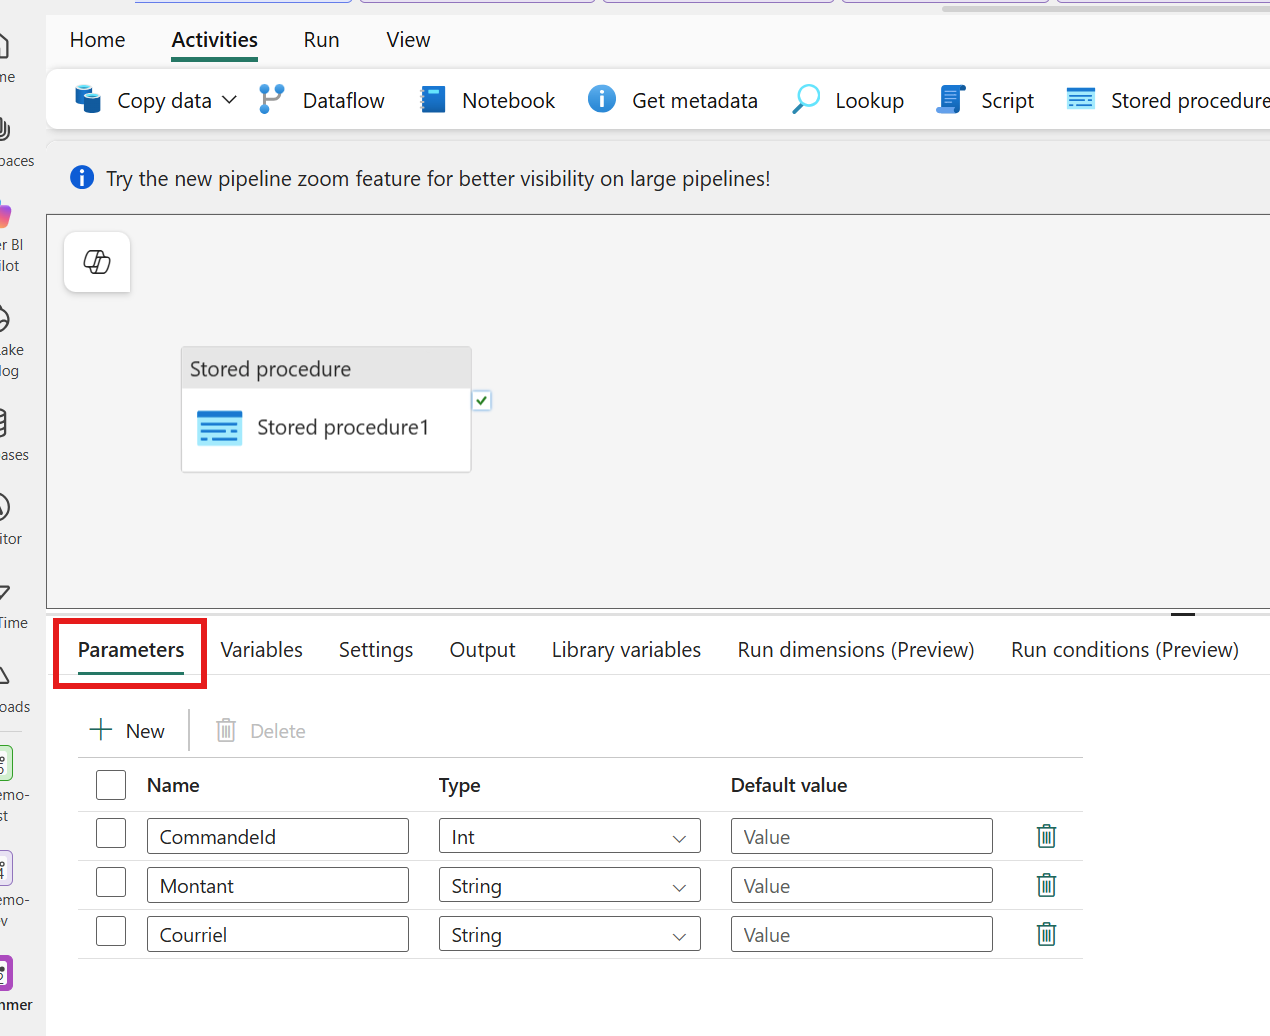 Home Activities Run View
Copy data Dataflow Notebook Get metadata Lookup Script Stored procedure
Try the new pipeline zoom feature for better visibility on large pipelines!
Stored procedure
Stored procedure1
Parameters Variables Settings Output Library variables Run dimensions (Preview) Run conditions (Preview)
New Delete
Name Type Default value
CommandeId Int Value
Montant String Value
Courriel String Value